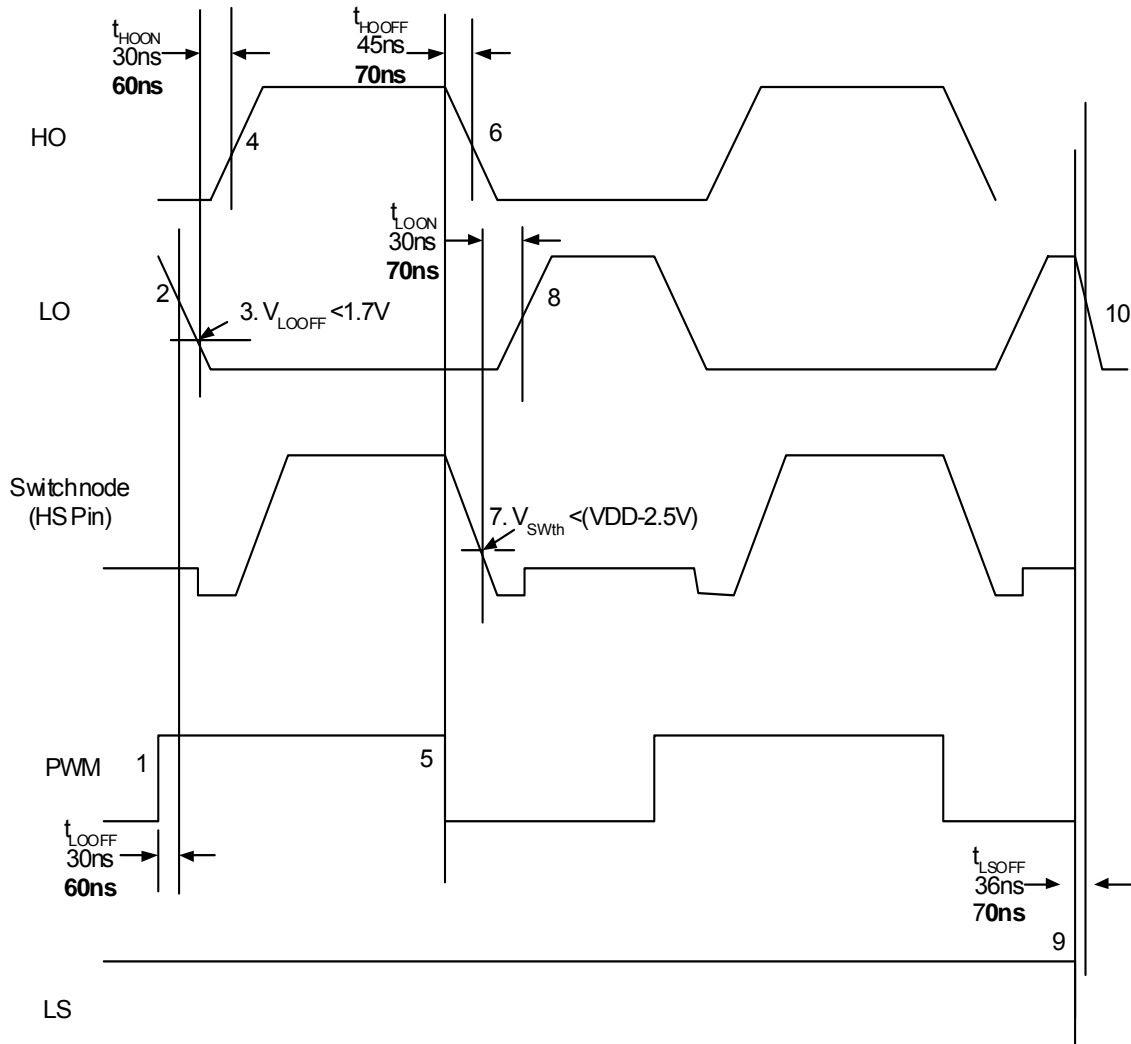 tHOON
30ns
60ns
tHOOFF
45ns
70ns
HO
4
6
tLOON
30ns
70ns
LO
2
3. VLOOFF <1.7V
8
10
Switchnode
(HS Pin)
7. VSWth <(VDD-2.5V)
PWM
1
5
tLOOFF
30ns
60ns
tLSOFF
36ns
70ns
9
LS